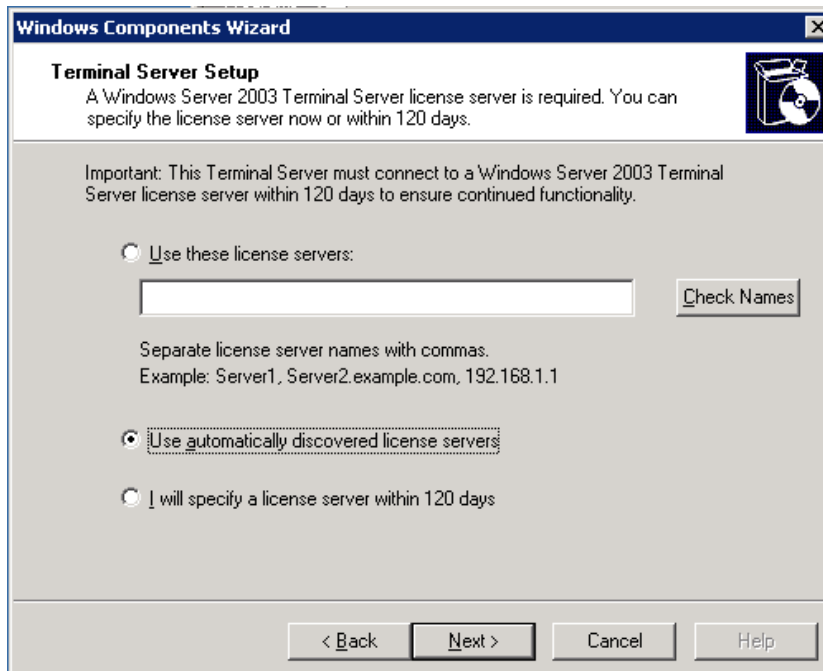 Windows Components Wizard
Terminal Server Setup
A Windows Server 2003 Terminal Server license server is required. You can
specify the license server now or within 120 days.
Important: This Terminal Server must connect to a Windows Server 2003 Terminal
Server license server within 120 days to ensure continued functionality.
Use these license servers:
Check Names
Separate license server names with commas.
Example: Server1, Server2.example.com, 192.168.1.1
Use automatically discovered license servers
I will specify a license server within 120 days
< Back Next > Cancel Help